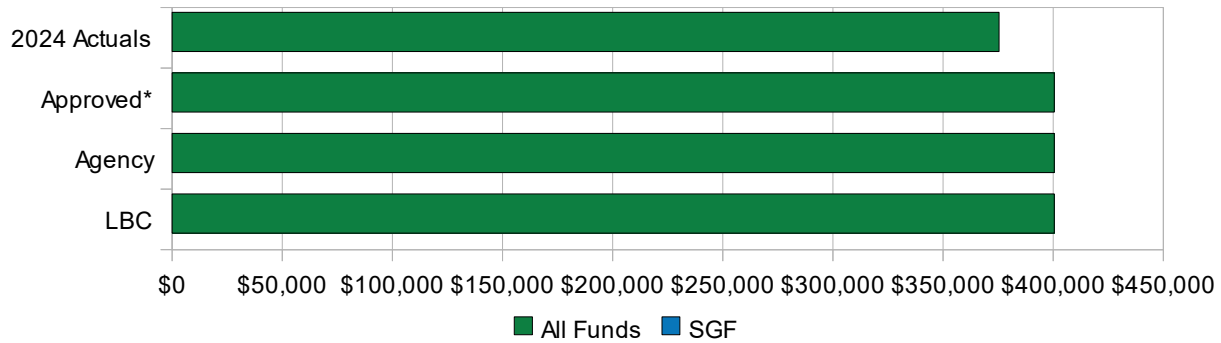 2024 Actuals
Approved*
Agency
LBC
$0 $50,000 $100,000 $150,000 $200,000 $250,000 $300,000 $350,000 $400,000 $450,000
All Funds SGF